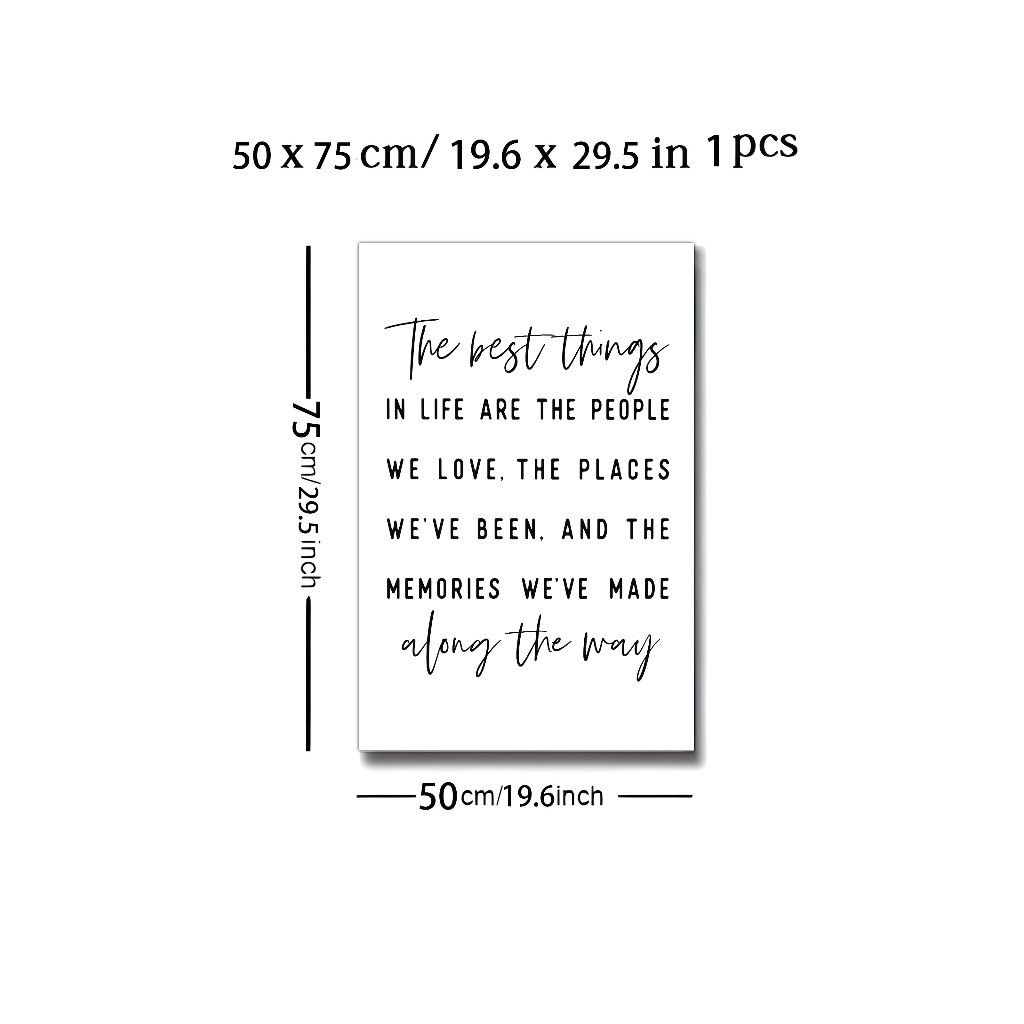 50 x 75 cm/ 19.6 x 29.5 in 1 pcs
The best things
IN LIFE ARE THE PEOPLE
WE LOVE, THE PLACES
WE'VE BEEN, AND THE
MEMORIES WE'VE MADE
along the way
75cm/29.5inch
50cm/19.6inch